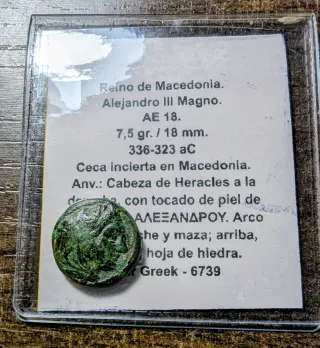 Reino de Macedonia.
Alejandro III Magno.
AE 18.
7,5 gr. / 18 mm.
336-323 aC
Ceca incierta en Macedonia.
Anv.: Cabeza de Heracles a la
con tocado de piel de
ΑΛΕΞΑΝΔΡΟΥ. Arco
y maza; arriba,
hoja de hiedra.
Greek - 6739